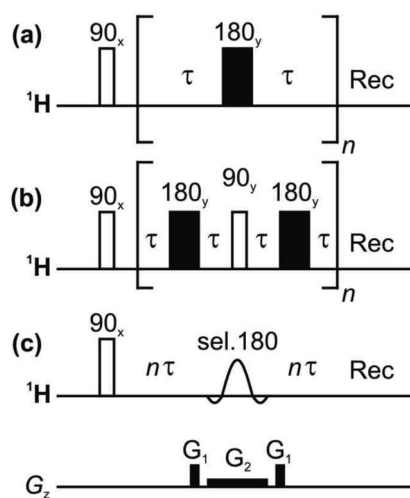 (a)
90x 180y
τ τ Rec
¹H
n
(b)
90x 180y 90y 180y
τ τ τ τ Rec
¹H
n
(c)
90x sel.180
nτ nτ Rec
¹H
G₁ G₂ G₁
Gz